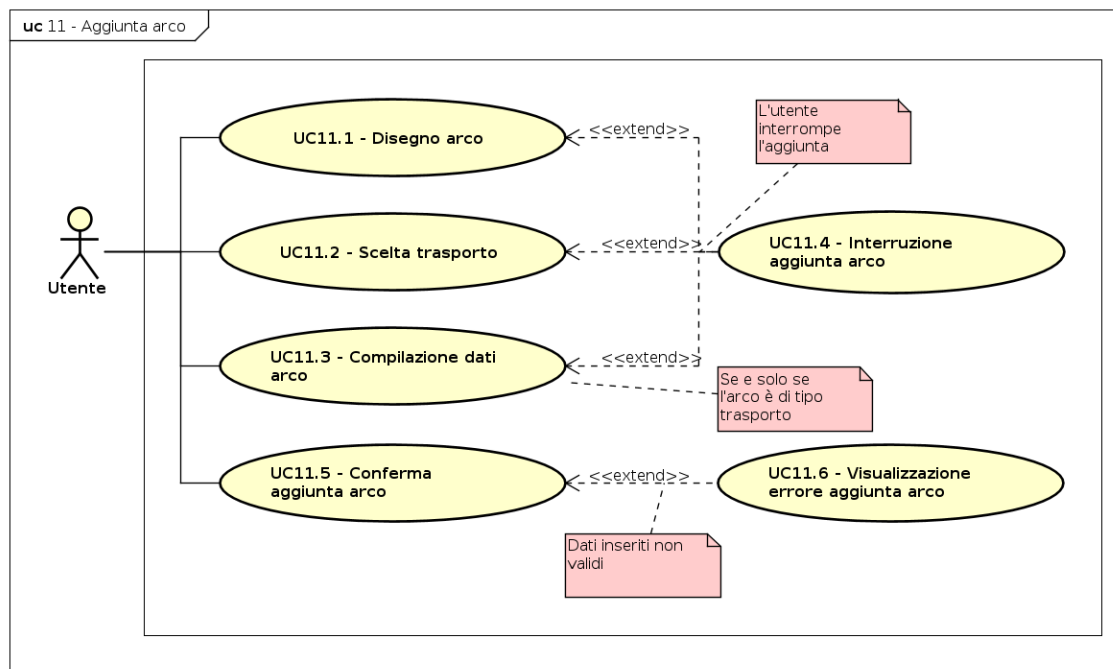 uc 11 - Aggiunta arco
UC11.1 - Disegno arco
<<extend>>
L'utente
interrompe
l'aggiunta
UC11.2 - Scelta trasporto
<<extend>>
UC11.4 - Interruzione
aggiunta arco
Utente
UC11.3 - Compilazione dati
arco
<<extend>>
Se e solo se
l'arco è di tipo
trasporto
UC11.5 - Conferma
aggiunta arco
<<extend>>
UC11.6 - Visualizzazione
errore aggiunta arco
Dati inseriti non
validi